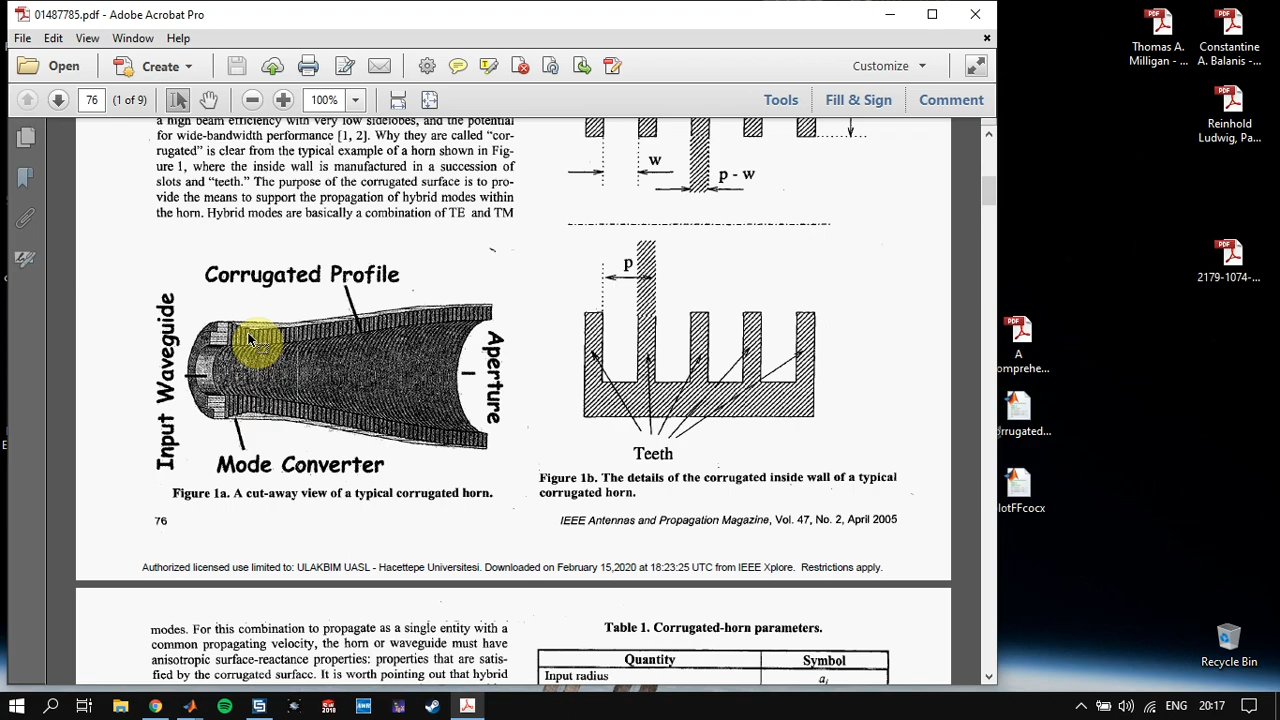 01487785.pdf - Adobe Acrobat Pro
File Edit View Window Help
Open
Create
Customize
76 (1 of 9)
100%
Tools
Fill & Sign
Comment
a high beam efficiency with very low sidelobes, and the potential
for wide-bandwidth performance [1, 2]. Why they are called "cor-
rugated" is clear from the typical example of a horn shown in Fig-
ure 1, where the inside wall is manufactured in a succession of
slots and "teeth." The purpose of the corrugated surface is to pro-
vide the means to support the propagation of hybrid modes within
the horn. Hybrid modes are basically a combination of TE and TM
Corrugated Profile
Input Waveguide
Aperture
Mode Converter
Figure 1a. A cut-away view of a typical corrugated horn.
76
w
p - w
p
Teeth
Figure 1b. The details of the corrugated inside wall of a typical
corrugated horn.
IEEE Antennas and Propagation Magazine, Vol. 47, No. 2, April 2005
Authorized licensed use limited to: ULAKBIM UASL - Hacettepe Universitesi. Downloaded on February 15,2020 at 18:23:25 UTC from IEEE Xplore. Restrictions apply.
modes. For this combination to propagate as a single entity with a
common propagating velocity, the horn or waveguide must have
anisotropic surface-reactance properties: properties that are satis-
fied by the corrugated surface. It is worth pointing out that hybrid
Table 1. Corrugated-horn parameters.
Quantity Symbol
Input radius ai
Thomas A.
Milligan - ...
Constantine
A. Balanis -...
Reinhold
Ludwig, Pa...
2179-1074-...
A
omprehe...
orrugated...
lotFFcocx
Recycle Bin
ENG 20:17